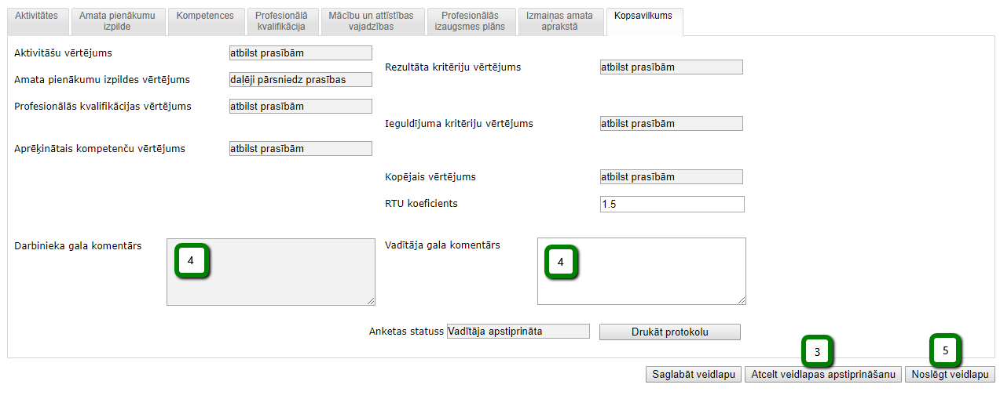 Aktivitātes
Amata pienākumu
izpilde
Kompetences
Profesionālā
kvalifikācija
Mācību un attīstības
vajadzības
Profesionālās
izaugsmes plāns
Izmaiņas amata
aprakstā
Kopsavilkums
Aktivitāšu vērtējums atbilst prasībām
Rezultāta kritēriju vērtējums atbilst prasībām
Amata pienākumu izpildes vērtējums daļēji pārsniedz prasības
Profesionālās kvalifikācijas vērtējums atbilst prasībām
Ieguldījuma kritēriju vērtējums atbilst prasībām
Aprēķinātais kompetenču vērtējums atbilst prasībām
Kopējais vērtējums atbilst prasībām
RTU koeficients 1.5
Darbinieka gala komentārs 4
Vadītāja gala komentārs 4
Anketas statuss Vadītāja apstiprināta Drukāt protokolu
3 5
Saglabāt veidlapu Atcelt veidlapas apstiprināšanu Noslēgt veidlapu